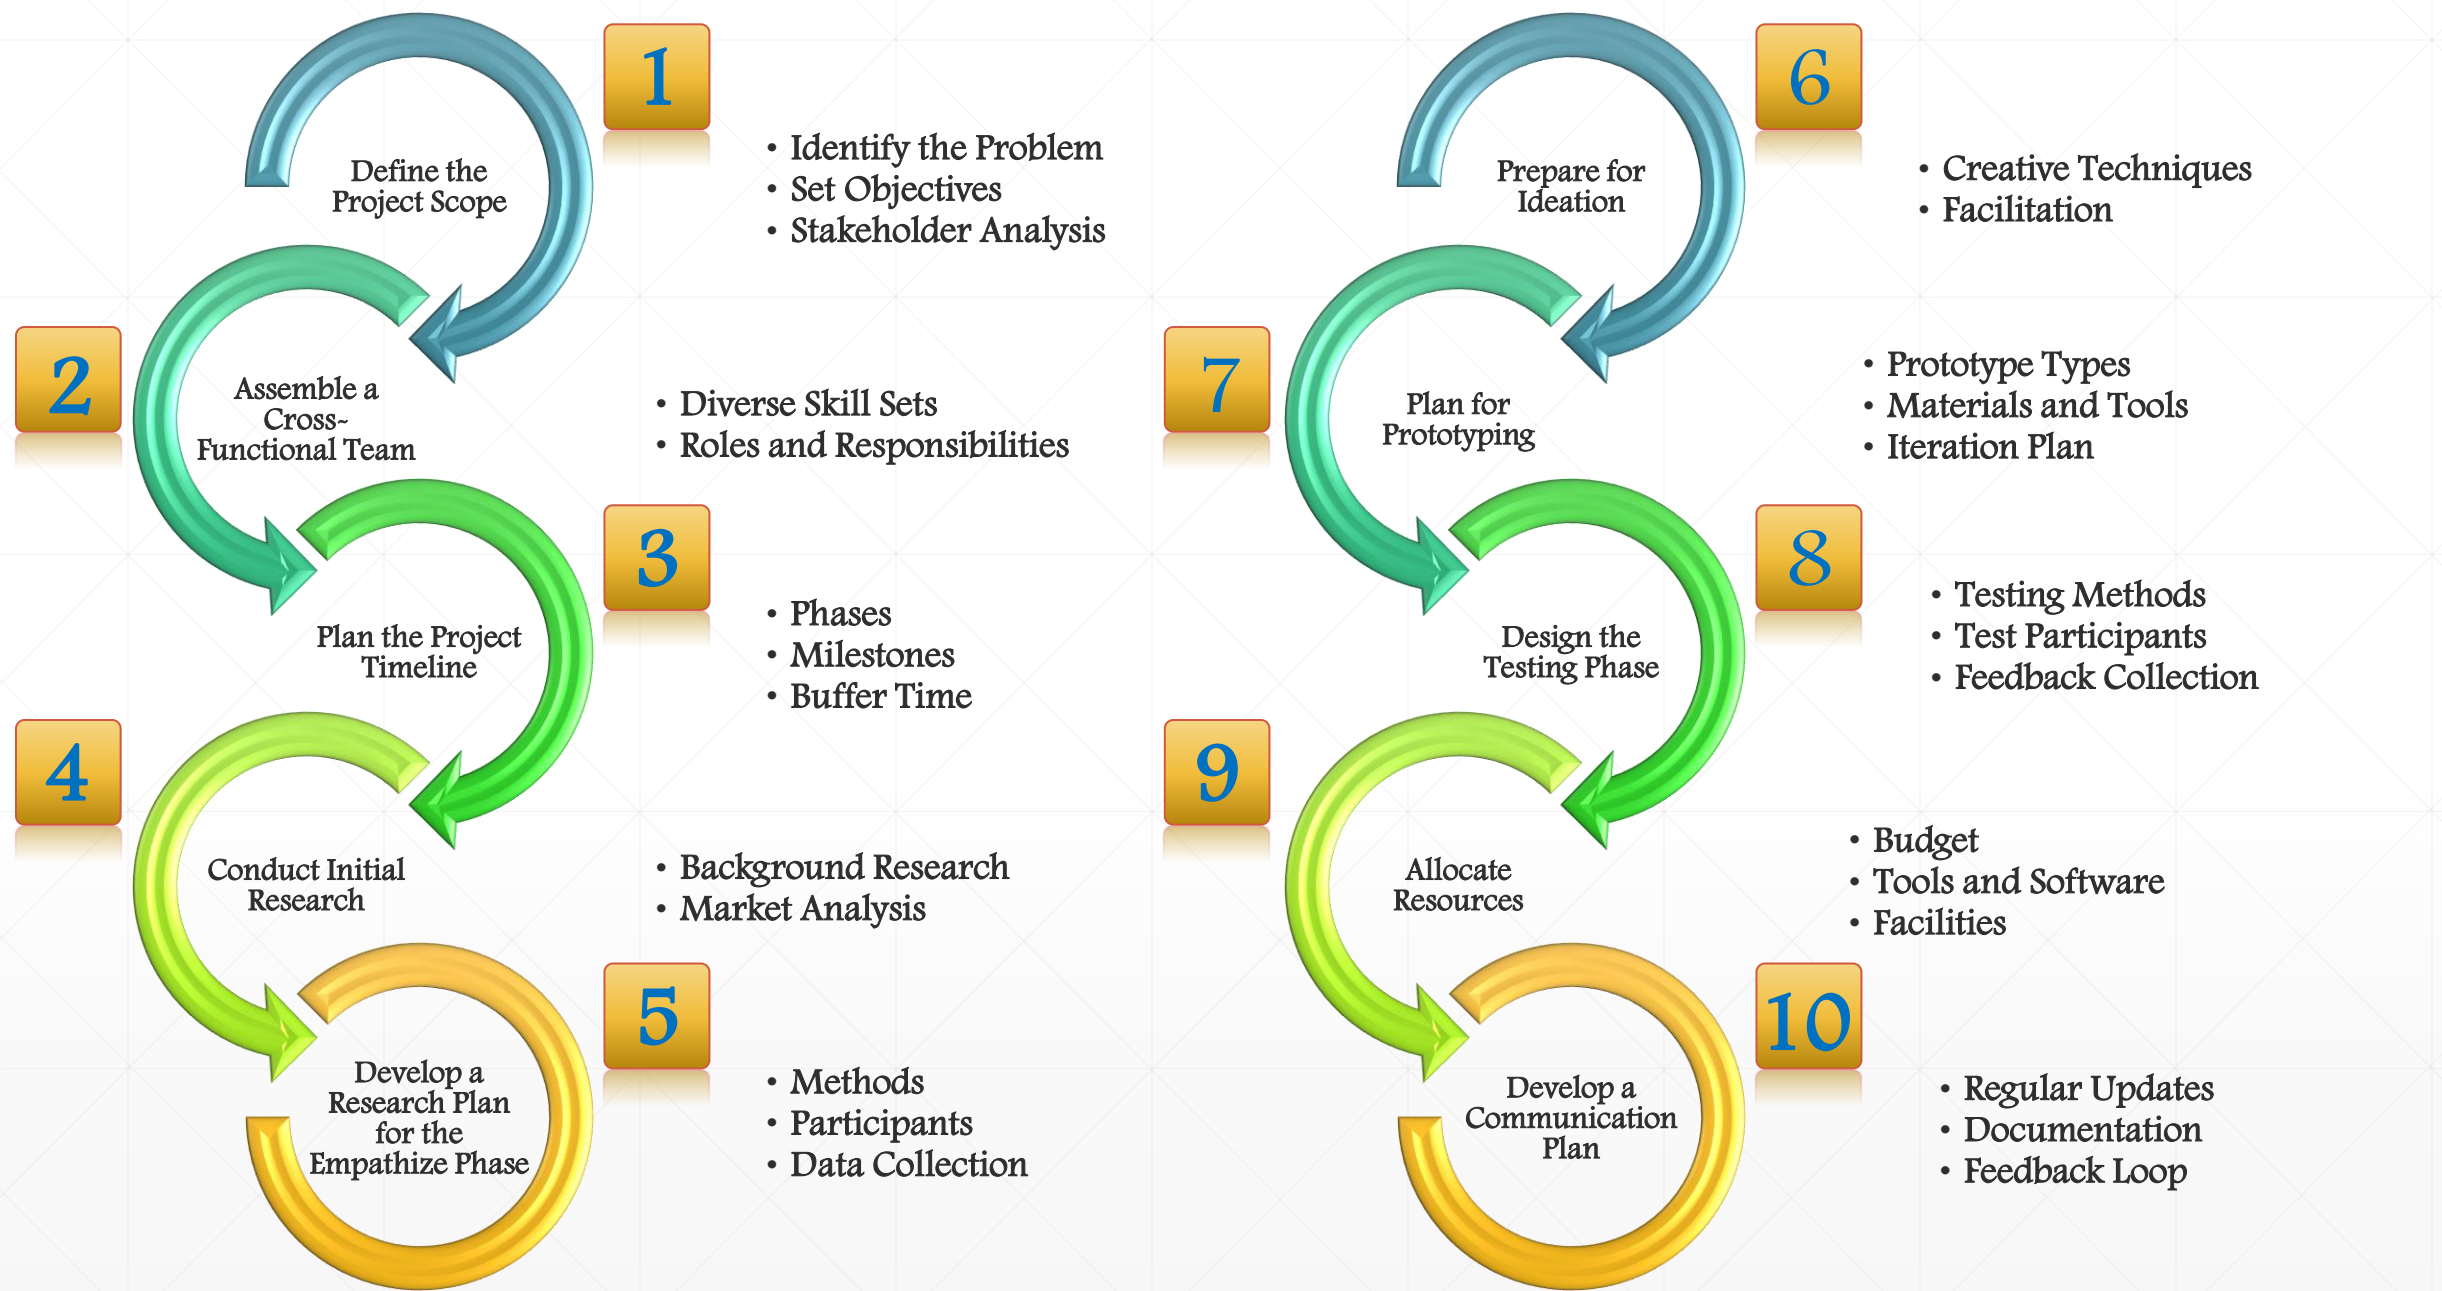 1
Define the
Project Scope
• Identify the Problem
• Set Objectives
• Stakeholder Analysis
2
Assemble a
Cross-
Functional Team
• Diverse Skill Sets
• Roles and Responsibilities
3
Plan the Project
Timeline
• Phases
• Milestones
• Buffer Time
4
Conduct Initial
Research
• Background Research
• Market Analysis
5
Develop a
Research Plan
for the
Empathize Phase
• Methods
• Participants
• Data Collection
6
Prepare for
Ideation
• Creative Techniques
• Facilitation
7
Plan for
Prototyping
• Prototype Types
• Materials and Tools
• Iteration Plan
8
Design the
Testing Phase
• Testing Methods
• Test Participants
• Feedback Collection
9
Allocate
Resources
• Budget
• Tools and Software
• Facilities
10
Develop a
Communication
Plan
• Regular Updates
• Documentation
• Feedback Loop